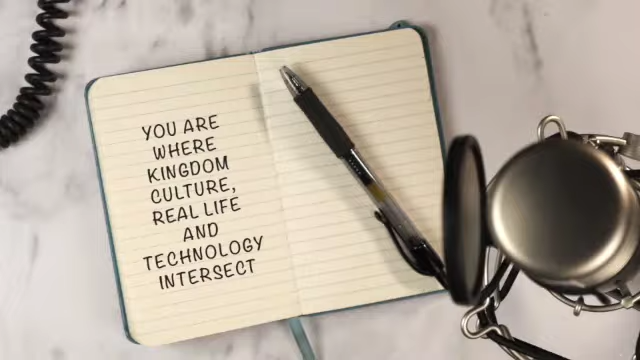 YOU ARE
WHERE
KINGDOM
CULTURE,
REAL LIFE
AND
TECHNOLOGY
INTERSECT